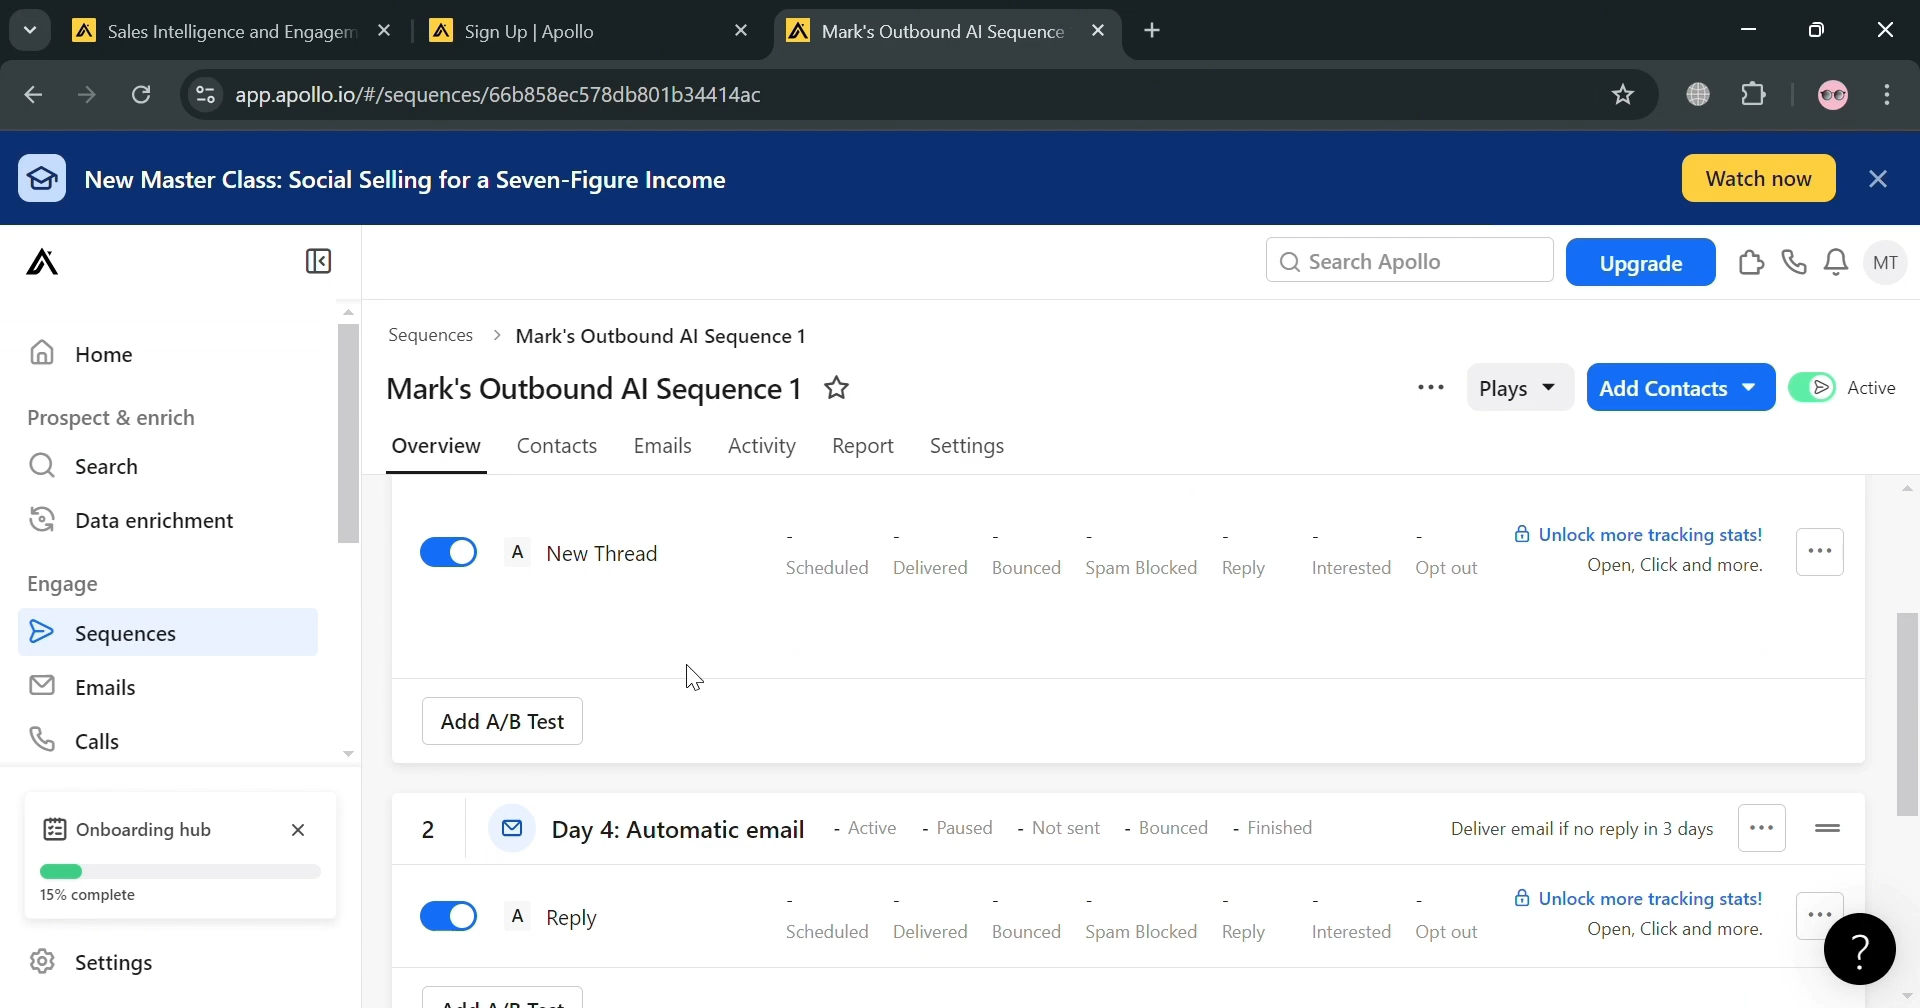 Sales Intelligence and Engagem
Sign Up | Apollo
Mark's Outbound AI Sequence
app.apollo.io/#/sequences/66b858ec578db801b34414ac
New Master Class: Social Selling for a Seven-Figure Income
Watch now
Search Apollo
Upgrade
MT
Home
Prospect & enrich
Search
Data enrichment
Engage
Sequences
Emails
Calls
Onboarding hub
15% complete
Settings
Sequences > Mark's Outbound AI Sequence 1
Mark's Outbound AI Sequence 1
Plays
Add Contacts
Active
Overview Contacts Emails Activity Report Settings
A New Thread
- - - - - - -
Scheduled Delivered Bounced Spam Blocked Reply Interested Opt out
Unlock more tracking stats!
Open, Click and more.
Add A/B Test
2 Day 4: Automatic email - Active - Paused - Not sent - Bounced - Finished Deliver email if no reply in 3 days
A Reply
- - - - - - -
Scheduled Delivered Bounced Spam Blocked Reply Interested Opt out
Unlock more tracking stats!
Open, Click and more.
Add A/B Test
?